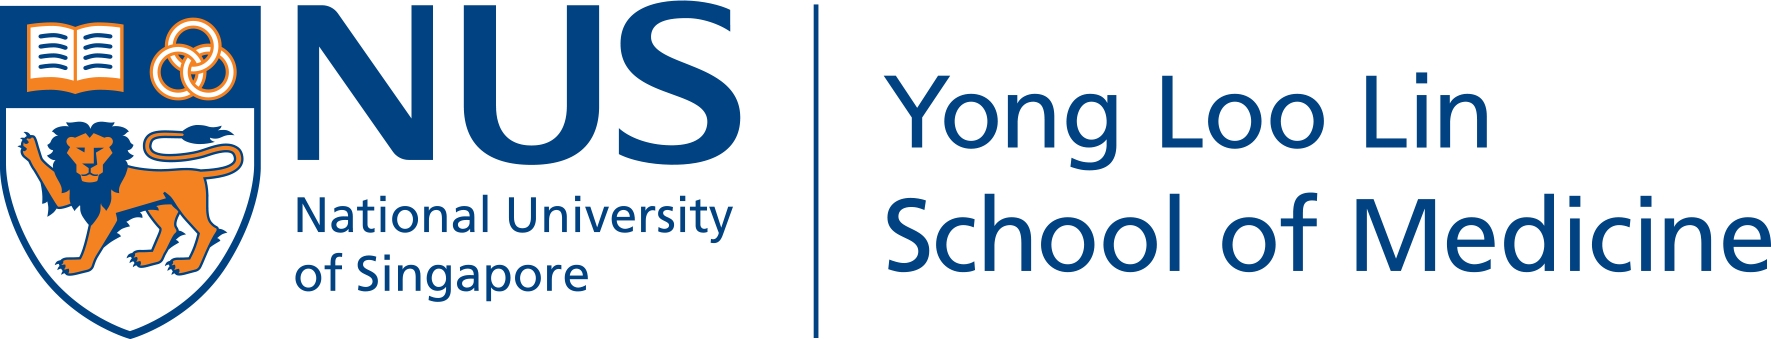 NUS
National University
of Singapore
Yong Loo Lin
School of Medicine